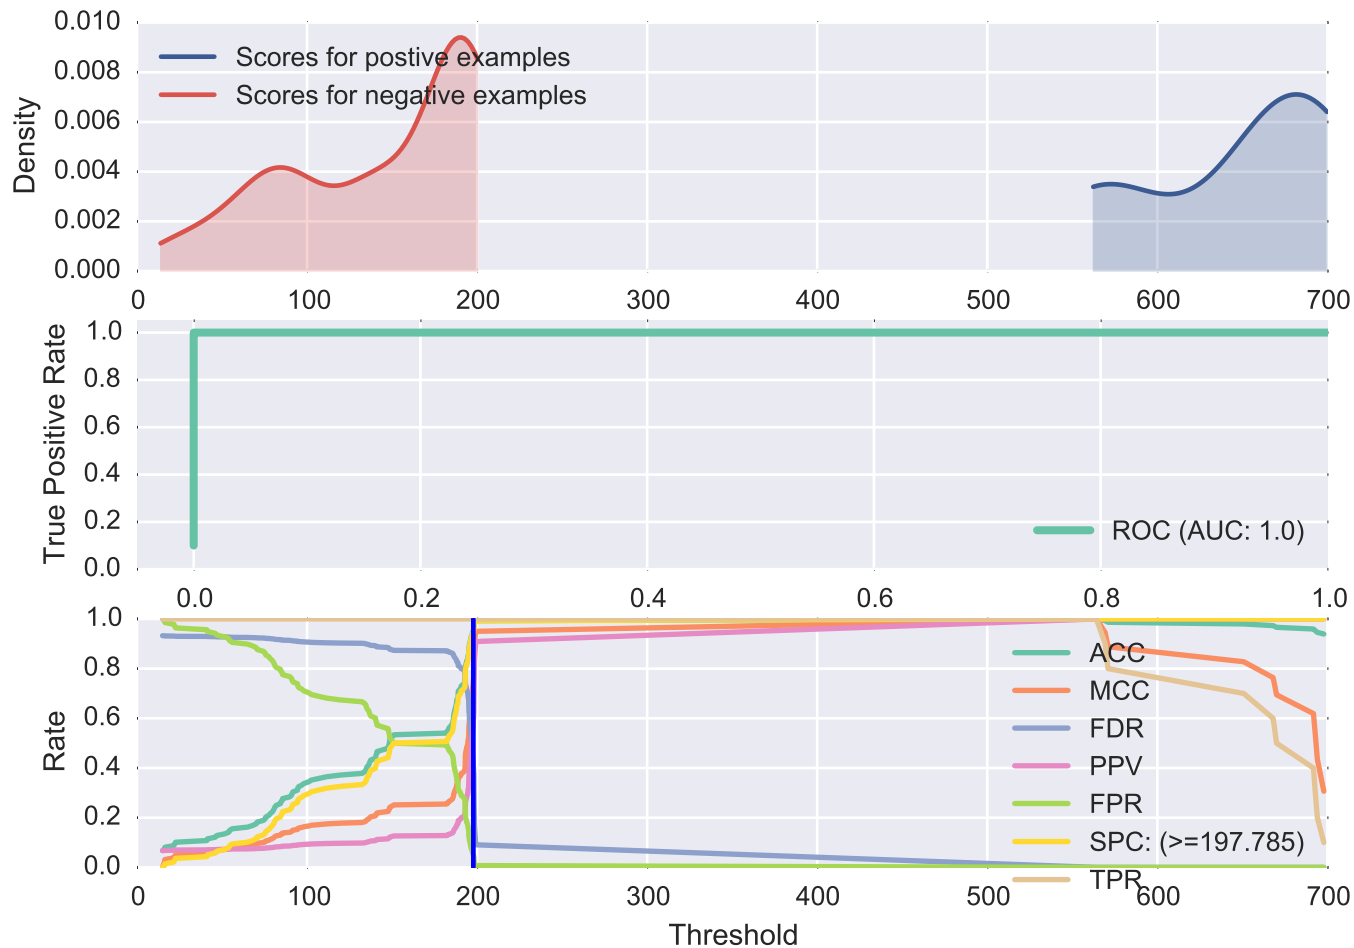 0.010
0.008
0.006
0.004
0.002
0.000
Density
Scores for postive examples
Scores for negative examples
0 100 200 300 400 500 600 700
1.0
0.8
0.6
0.4
0.2
0.0
True Positive Rate
ROC (AUC: 1.0)
0.0 0.2 0.4 0.6 0.8 1.0
1.0
0.8
0.6
0.4
0.2
0.0
Rate
ACC
MCC
FDR
PPV
FPR
SPC: (>=197.785)
TPR
0 100 200 300 400 500 600 700
Threshold